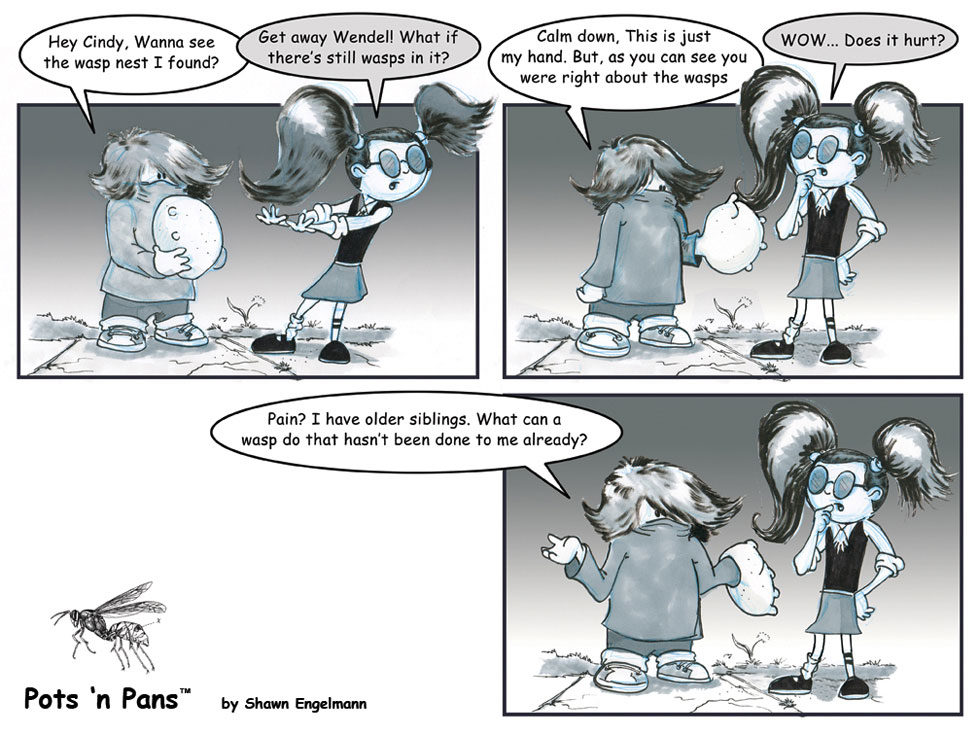 Hey Cindy, Wanna see
the wasp nest I found?
Get away Wendel! What if
there's still wasps in it?
Calm down, This is just
my hand. But, as you can see you
were right about the wasps
WOW... Does it hurt?
Pain? I have older siblings. What can a
wasp do that hasn't been done to me already?
Pots 'n Pans™
by Shawn Engelmann